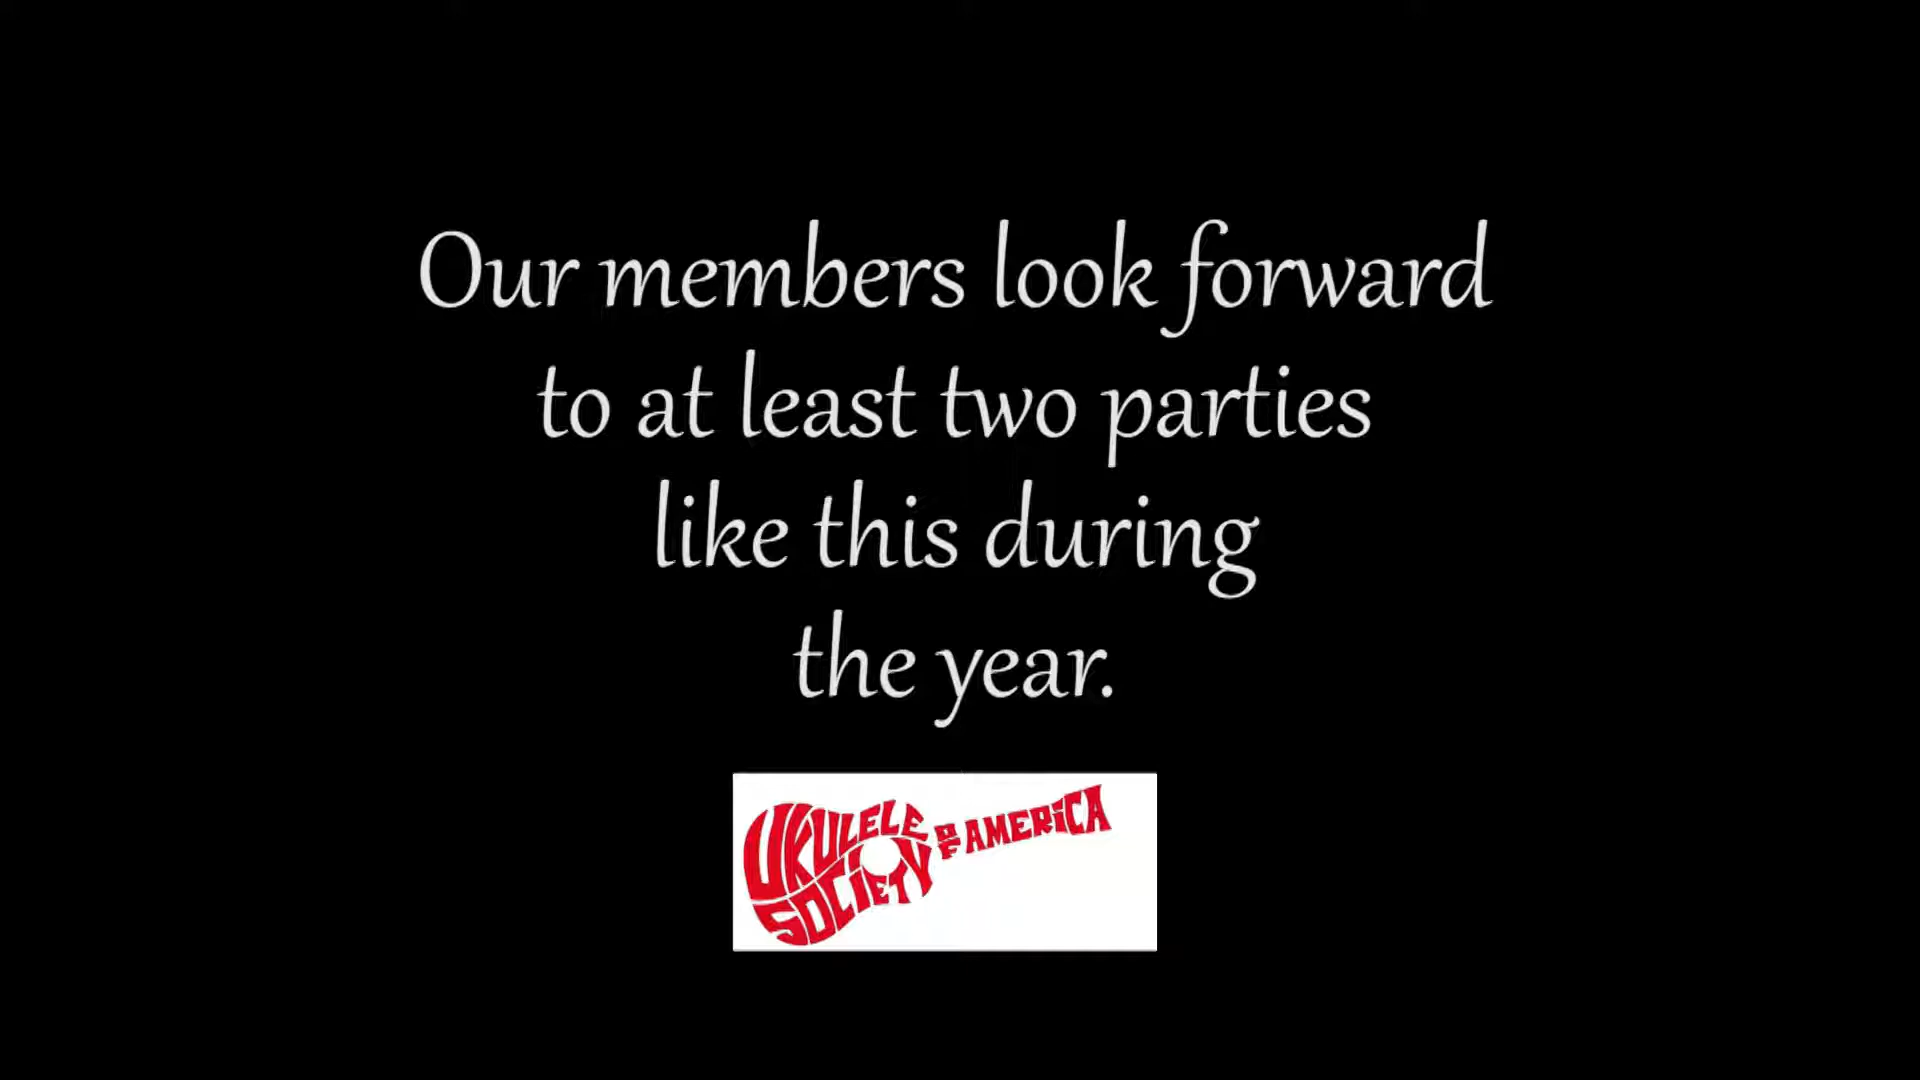 Our members look forward
to at least two parties
like this during
the year.
UKULELE
SOCIETY
OF AMERiCA